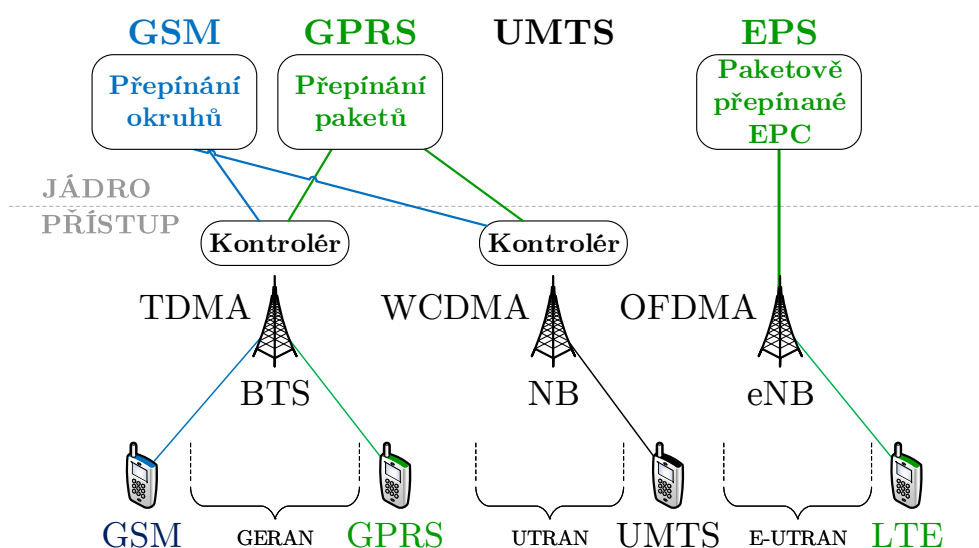 GSM GPRS UMTS EPS
Přepínání
okruhů
Přepínání
paketů
Paketově
přepínané
EPC
JÁDRO
PŘÍSTUP
Kontrolér Kontrolér
TDMA WCDMA OFDMA
BTS NB eNB
GSM GERAN GPRS UTRAN UMTS E-UTRAN LTE